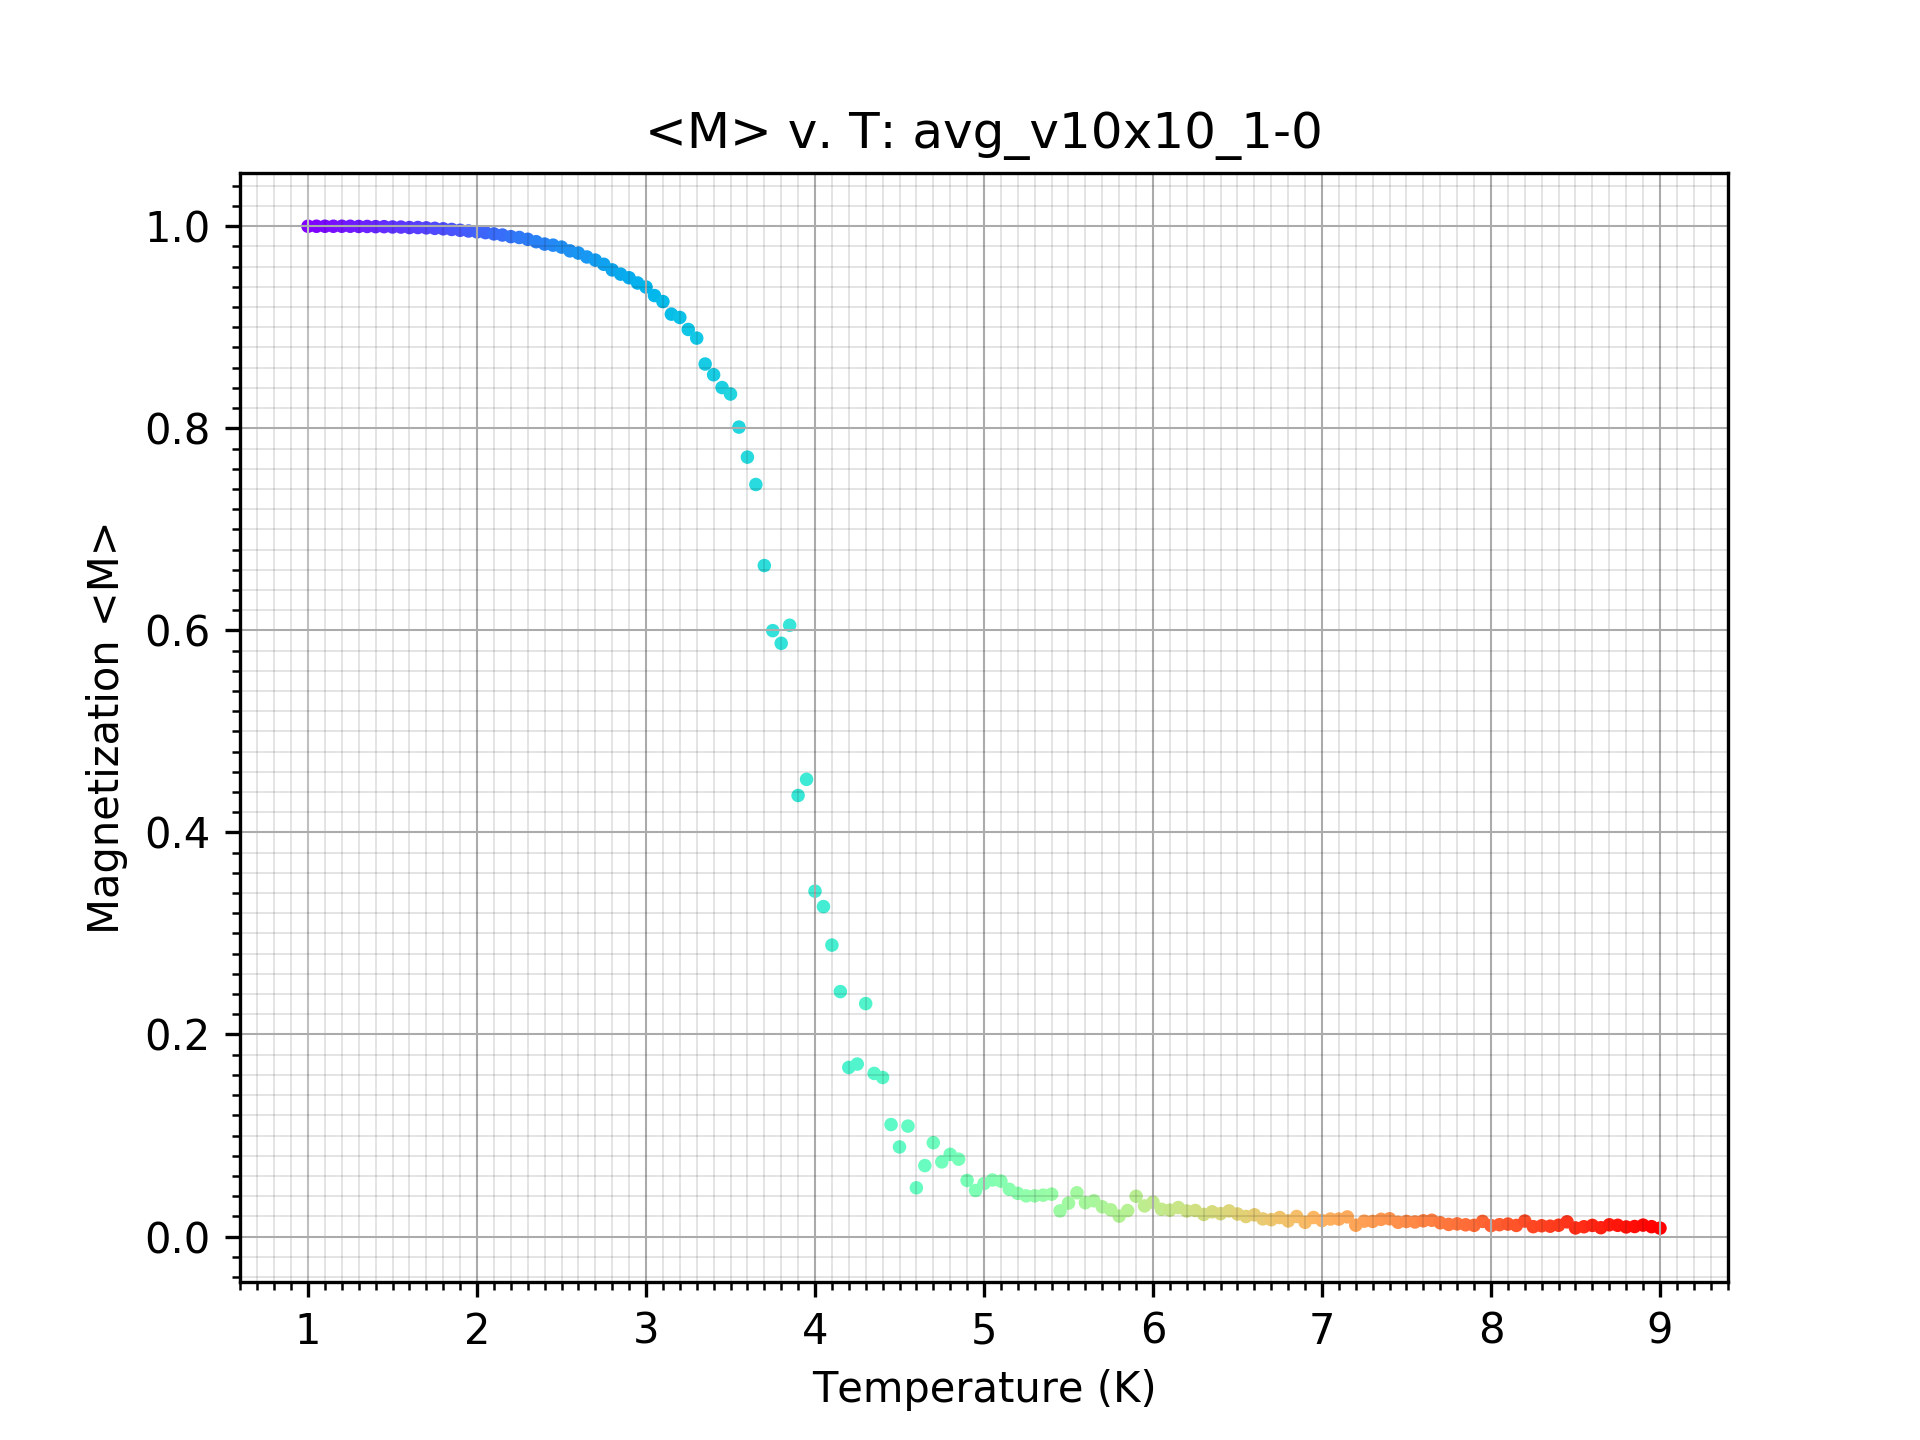 <M> v. T: avg_v10x10_1-0
1.0
0.8
0.6
0.4
0.2
0.0
Magnetization <M>
1 2 3 4 5 6 7 8 9
Temperature (K)